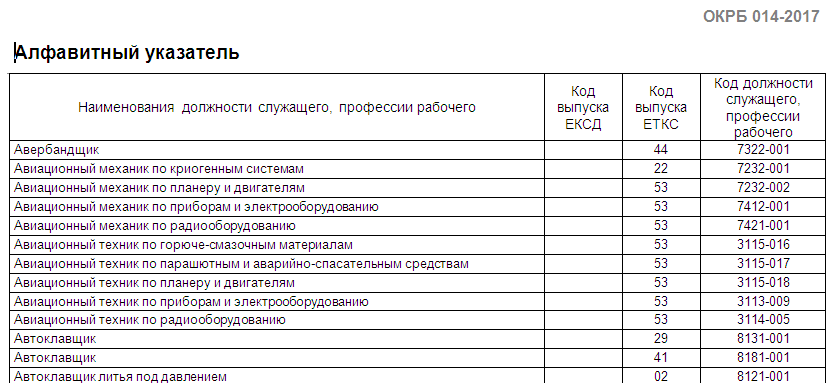 ОКРБ 014-2017
Алфавитный указатель
Наименования должности служащего, профессии рабочего
Код выпуска ЕКСД
Код выпуска ЕТКС
Код должности служащего, профессии рабочего
Авербандщик 44 7322-001
Авиационный механик по криогенным системам 22 7232-001
Авиационный механик по планеру и двигателям 53 7232-002
Авиационный механик по приборам и электрооборудованию 53 7412-001
Авиационный механик по радиооборудованию 53 7421-001
Авиационный техник по горюче-смазочным материалам 53 3115-016
Авиационный техник по парашютным и аварийно-спасательным средствам 53 3115-017
Авиационный техник по планеру и двигателям 53 3115-018
Авиационный техник по приборам и электрооборудованию 53 3113-009
Авиационный техник по радиооборудованию 53 3114-005
Автоклавщик 29 8131-001
Автоклавщик 41 8181-001
Автоклавщик литья под давлением 02 8121-001